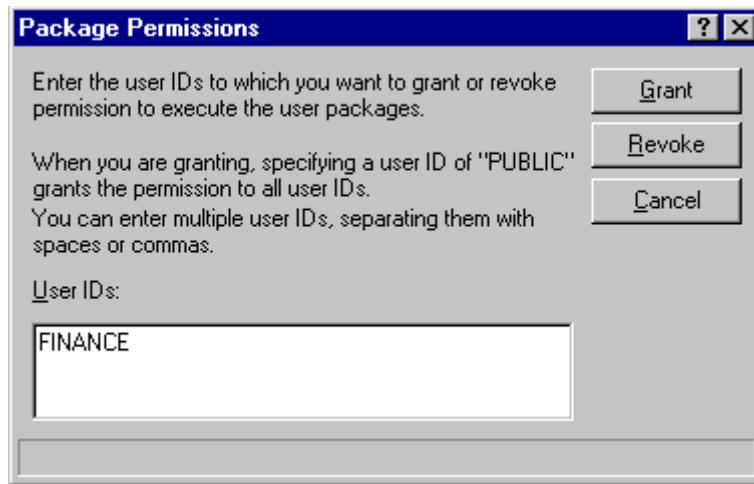 Package Permissions
Enter the user IDs to which you want to grant or revoke
permission to execute the user packages.
Grant
Revoke
When you are granting, specifying a user ID of "PUBLIC"
grants the permission to all user IDs.
You can enter multiple user IDs, separating them with
spaces or commas.
Cancel
User IDs:
FINANCE